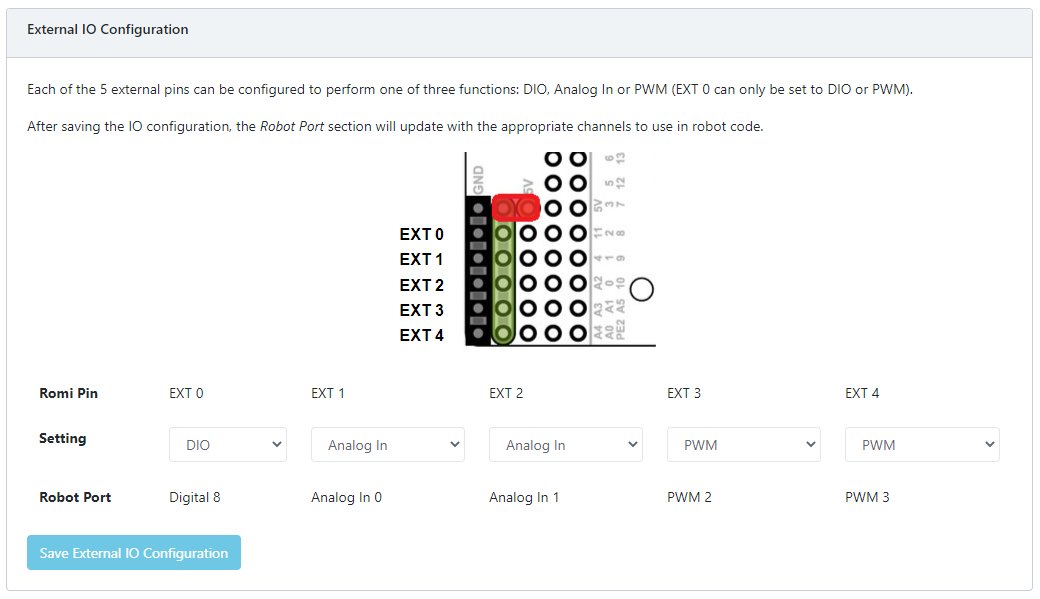 External IO Configuration
Each of the 5 external pins can be configured to perform one of three functions: DIO, Analog In or PWM (EXT 0 can only be set to DIO or PWM).
After saving the IO configuration, the Robot Port section will update with the appropriate channels to use in robot code.
GND
5V
6 13
5 12
5V 3 7
EXT 0
11 2 8
EXT 1
4 1 9
EXT 2
A2 0 10
EXT 3
A3 A1 A5
EXT 4
A4 A0 PE2
Romi Pin EXT 0 EXT 1 EXT 2 EXT 3 EXT 4
Setting DIO Analog In Analog In PWM PWM
Robot Port Digital 8 Analog In 0 Analog In 1 PWM 2 PWM 3
Save External IO Configuration